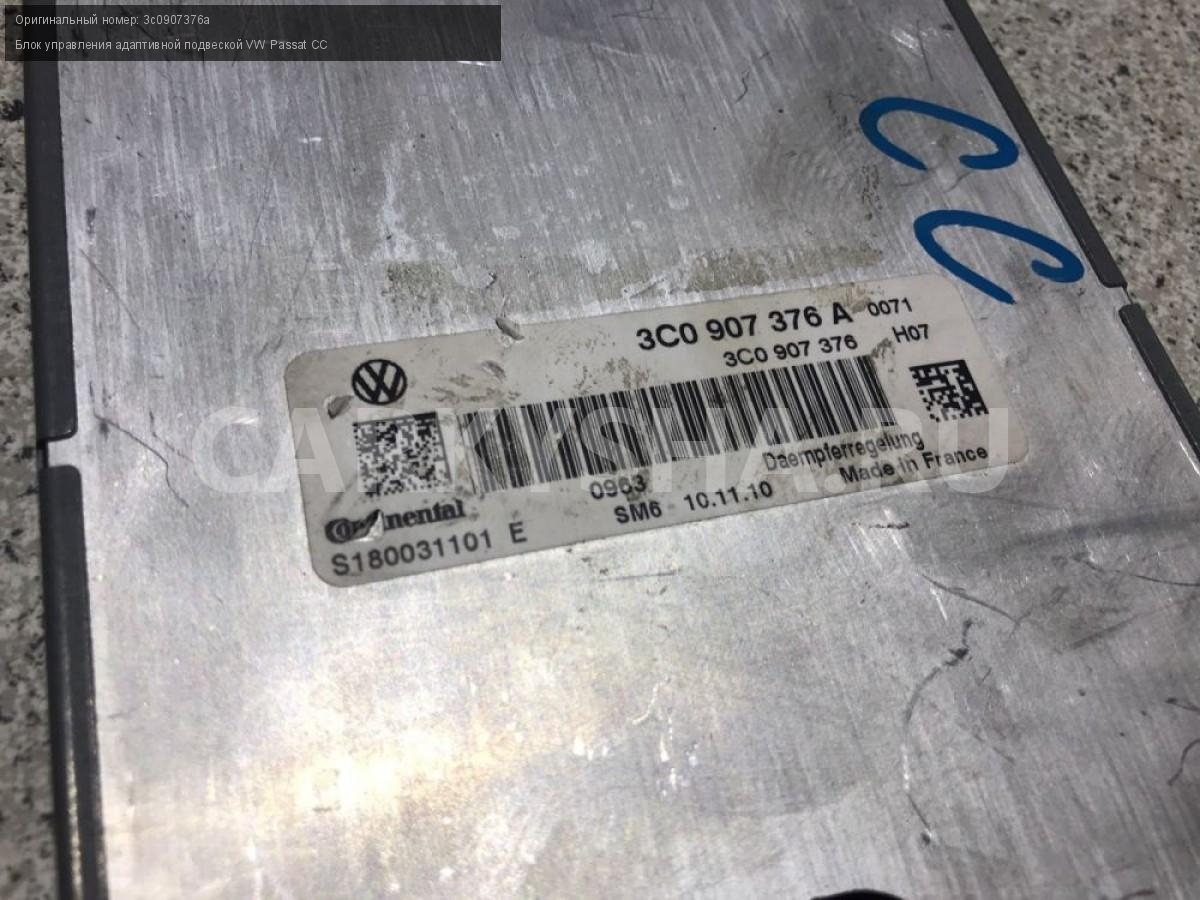 Оригинальный номер: 3c0907376a
Блок управления адаптивной подвеской VW Passat CC
CC
3C0 907 376 A 0071
3C0 907 376 H07
0963
Daempferregelung
SM6 10.11.10 Made in France
Continental
S180031101 E
CARKYSHA.RU